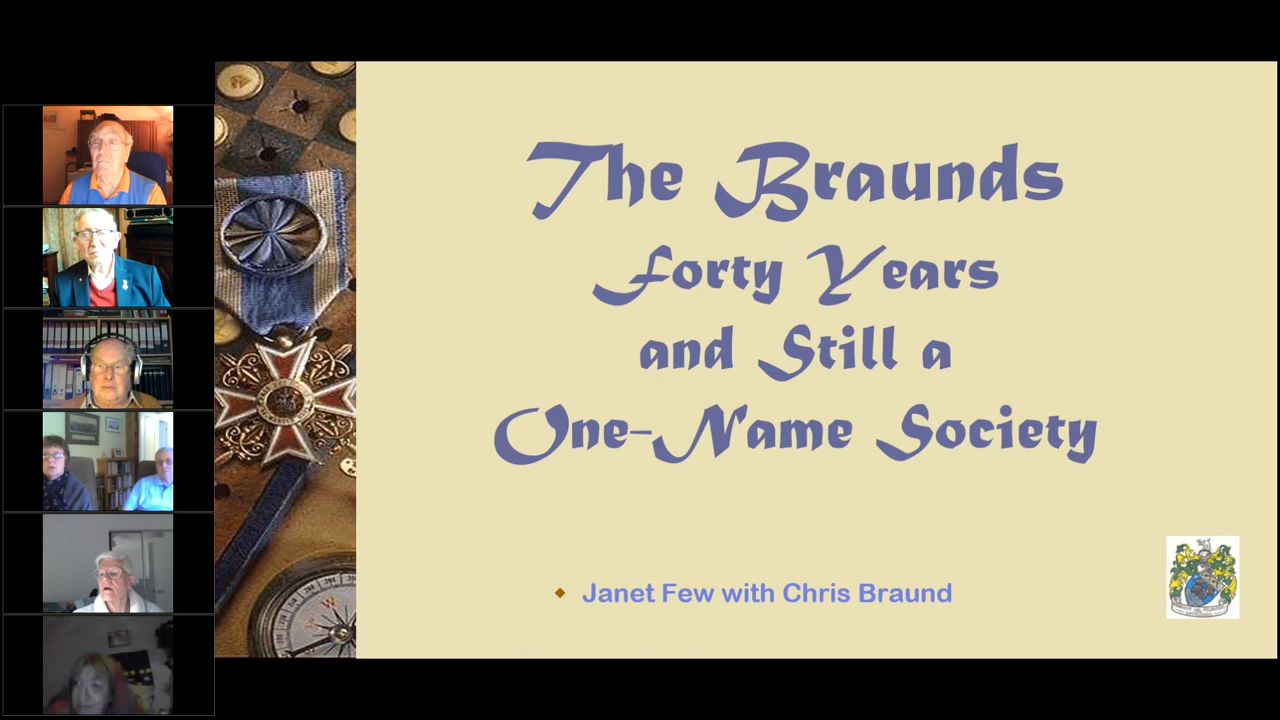 The Braunds
Forty Years
and Still a
One-Name Society
Janet Few with Chris Braund